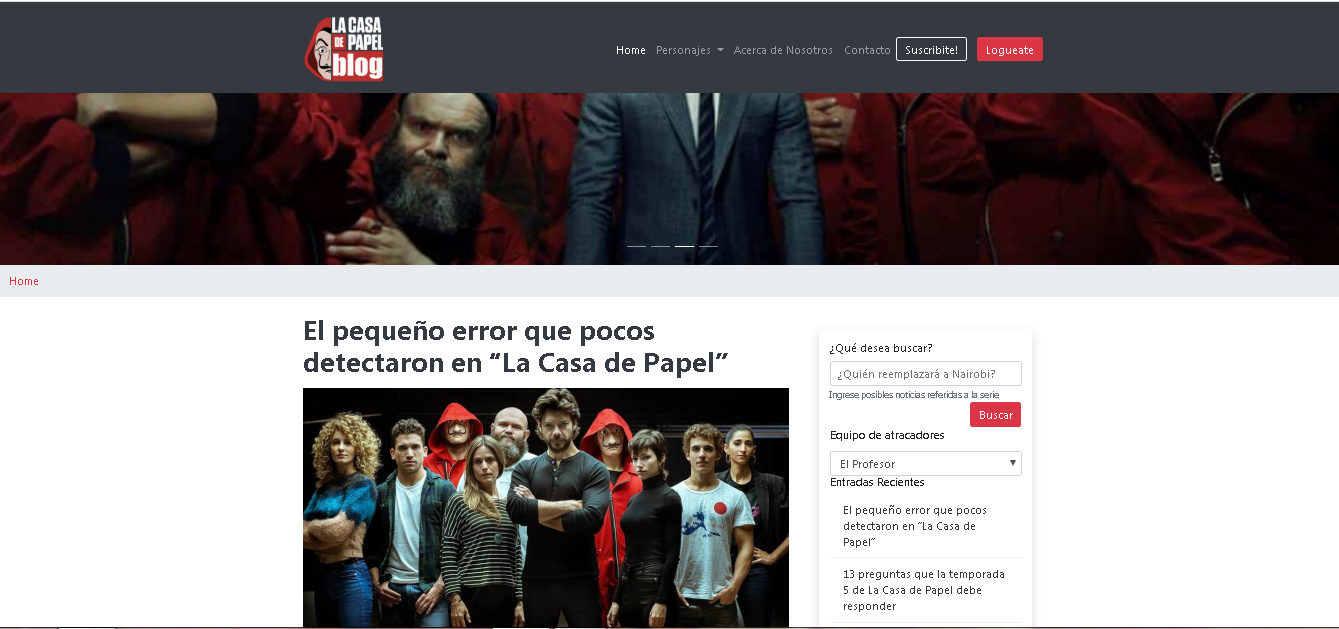 LA CASA
DE PAPEL
blog
Home Personajes Acerca de Nosotros Contacto Suscribite! Logueate
Home
El pequeño error que pocos
detectaron en “La Casa de Papel”
¿Qué desea buscar?
¿Quién reemplazará a Nairobi?
Ingrese posibles noticias referidas a la serie
Buscar
Equipo de atracadores
El Profesor
Entradas Recientes
El pequeño error que pocos
detectaron en “La Casa de
Papel”
13 preguntas que la temporada
5 de La Casa de Papel debe
responder